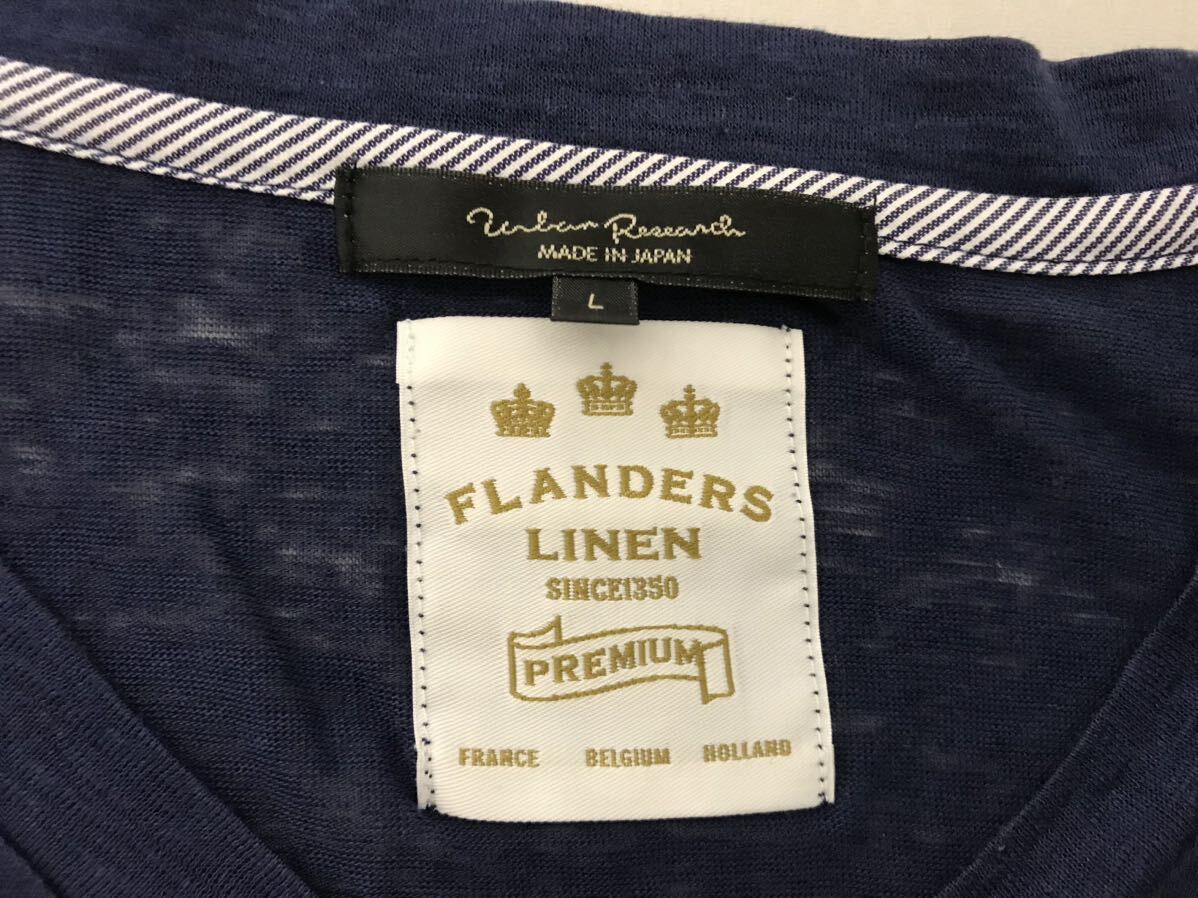 Urban Research
MADE IN JAPAN
L
FLANDERS
LINEN
SINCE1350
PREMIUM
FRANCE BELGIUM HOLLAND